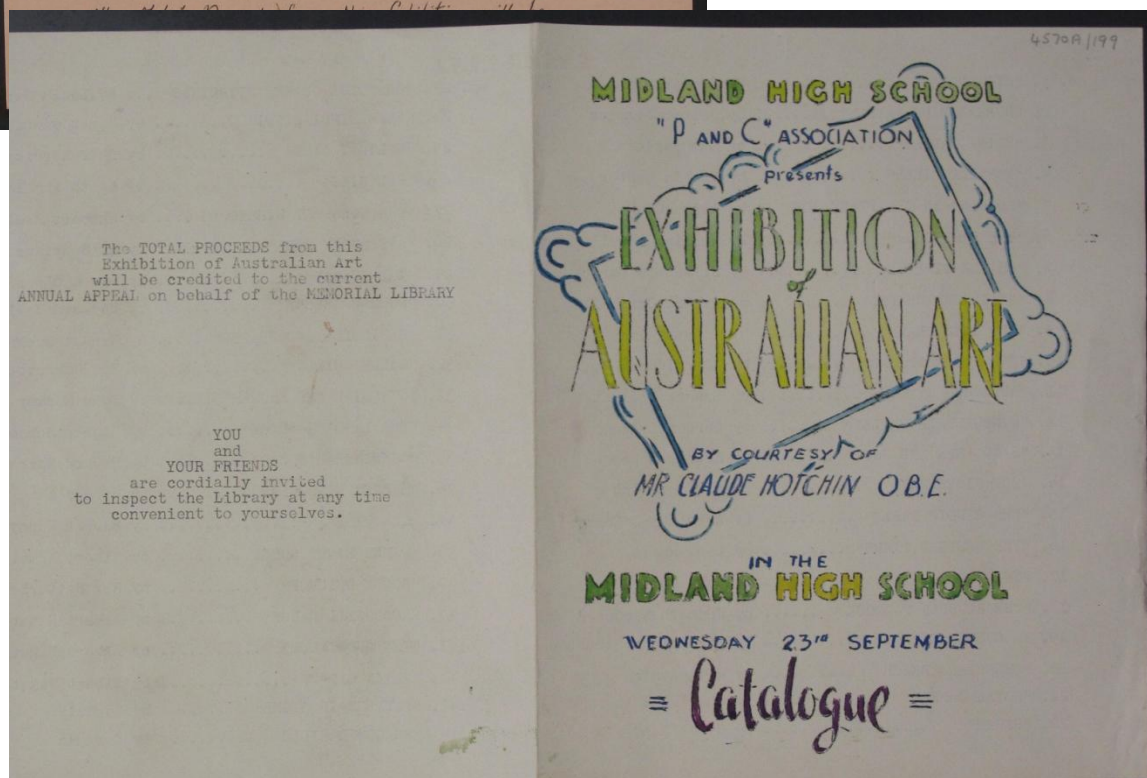 4570A/199
The TOTAL PROCEEDS from this
Exhibition of Australian Art
will be credited to the current
ANNUAL APPEAL on behalf of the MEMORIAL LIBRARY
YOU
and
YOUR FRIENDS
are cordially invited
to inspect the Library at any time
convenient to yourselves.
MIDLAND HIGH SCHOOL
"P AND C" ASSOCIATION
presents
EXHIBITION
of
AUSTRALIAN ART
BY COURTESY OF
MR CLAUDE HOTCHIN O.B.E.
IN THE
MIDLAND HIGH SCHOOL
WEDNESDAY 23rd SEPTEMBER
= Catalogue =